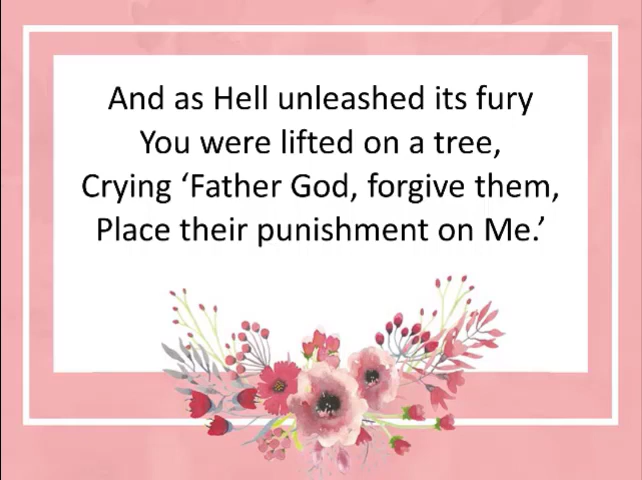 And as Hell unleashed its fury
You were lifted on a tree,
Crying ‘Father God, forgive them,
Place their punishment on Me.’